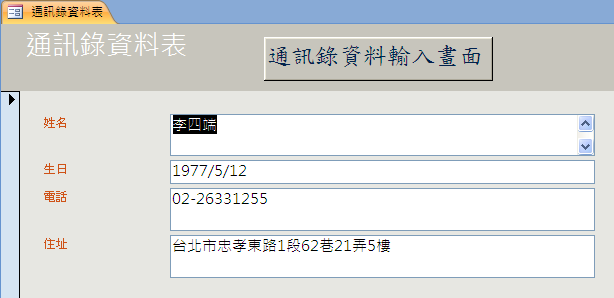 通訊錄資料表
通訊錄資料表
通訊錄資料輸入畫面
姓名
李四端
生日
1977/5/12
電話
02-26331255
住址
台北市忠孝東路1段62巷21弄5樓